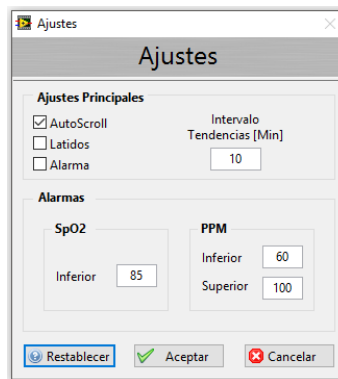 Ajustes
Ajustes
Ajustes Principales
AutoScroll
Latidos
Alarma
Intervalo
Tendencias [Min]
10
Alarmas
SpO2
Inferior 85
PPM
Inferior 60
Superior 100
Restablecer Aceptar Cancelar